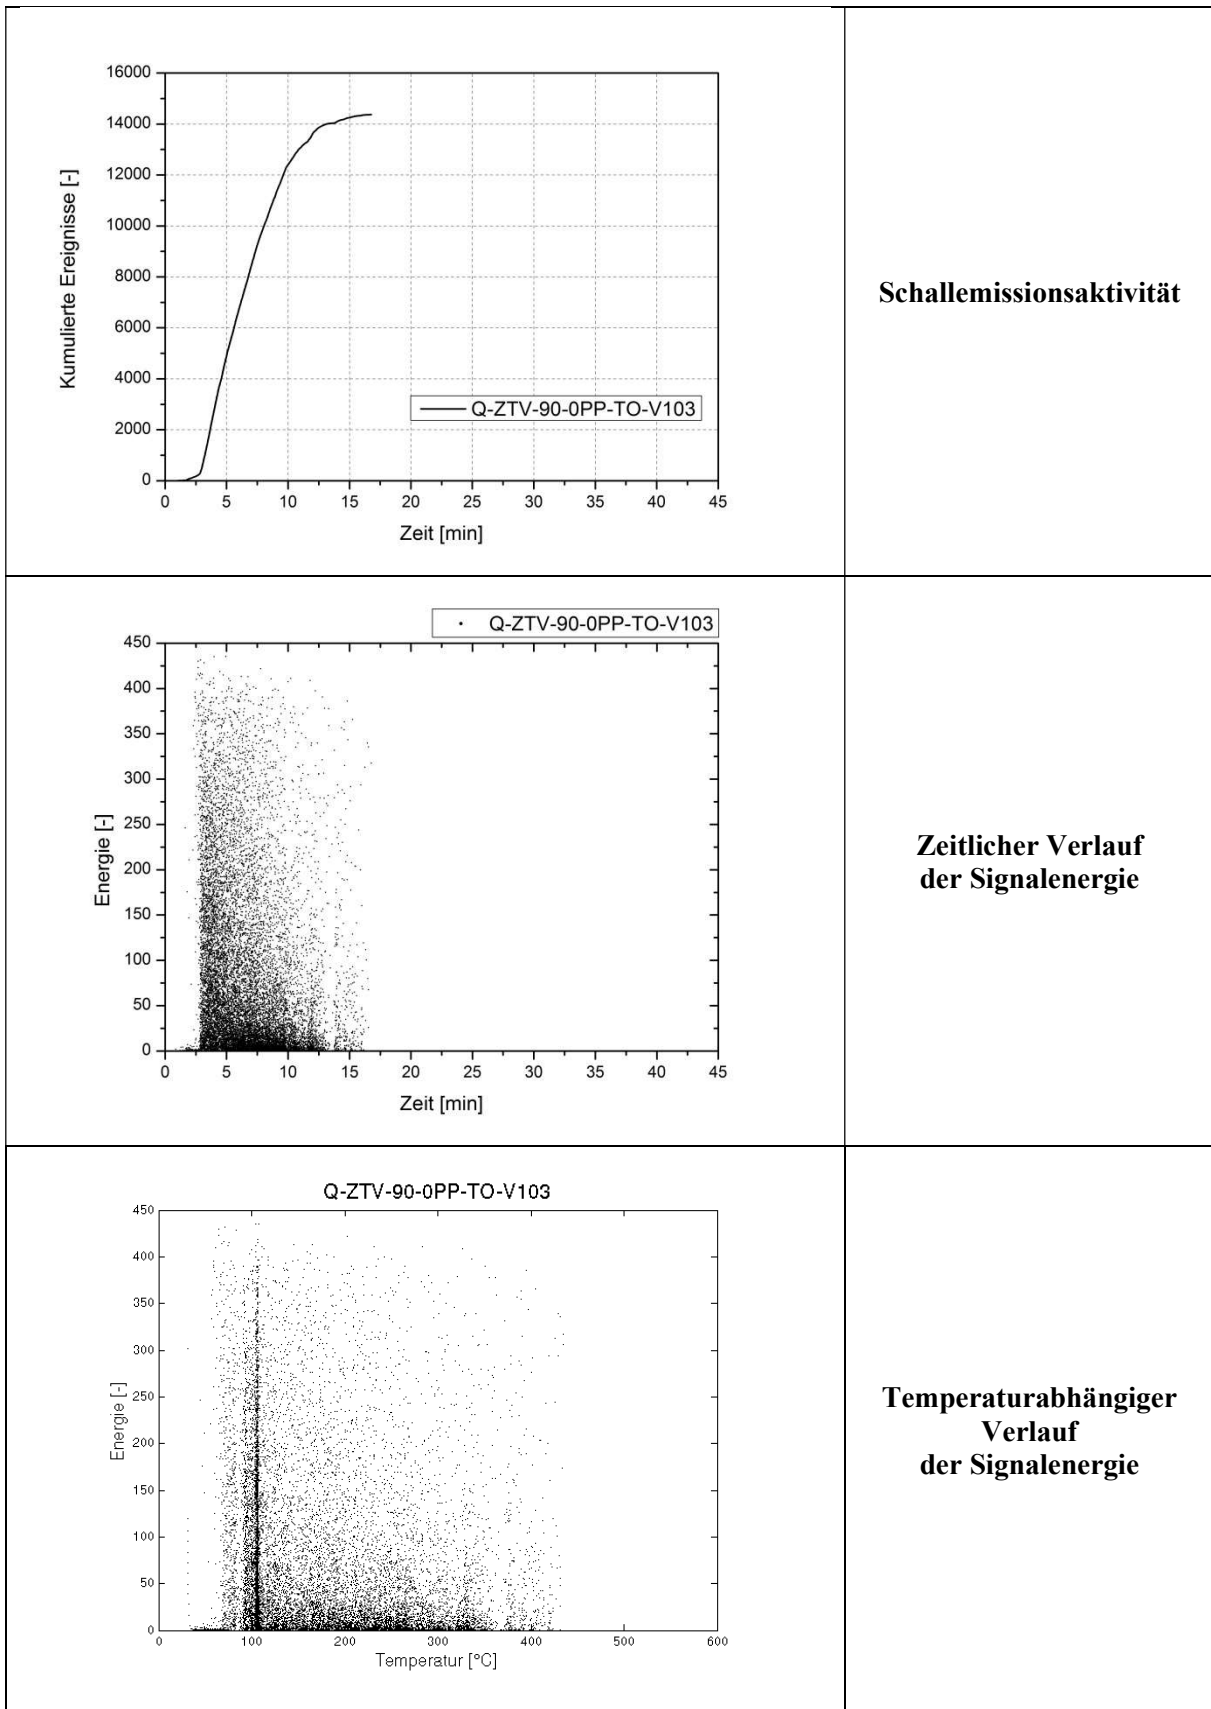 16000
14000
12000
10000
8000
6000
4000
2000
0
Kumulierte Ereignisse [-]
Q-ZTV-90-0PP-TO-V103
0 5 10 15 20 25 30 35 40 45
Zeit [min]
Schallemissionsaktivität
Q-ZTV-90-0PP-TO-V103
450
400
350
300
250
200
150
100
50
0
Energie [-]
0 5 10 15 20 25 30 35 40 45
Zeit [min]
Zeitlicher Verlauf
der Signalenergie
Q-ZTV-90-0PP-TO-V103
450
400
350
300
250
200
150
100
50
0
Energie [-]
0 100 200 300 400 500 600
Temperatur [°C]
Temperaturabhängiger
Verlauf
der Signalenergie